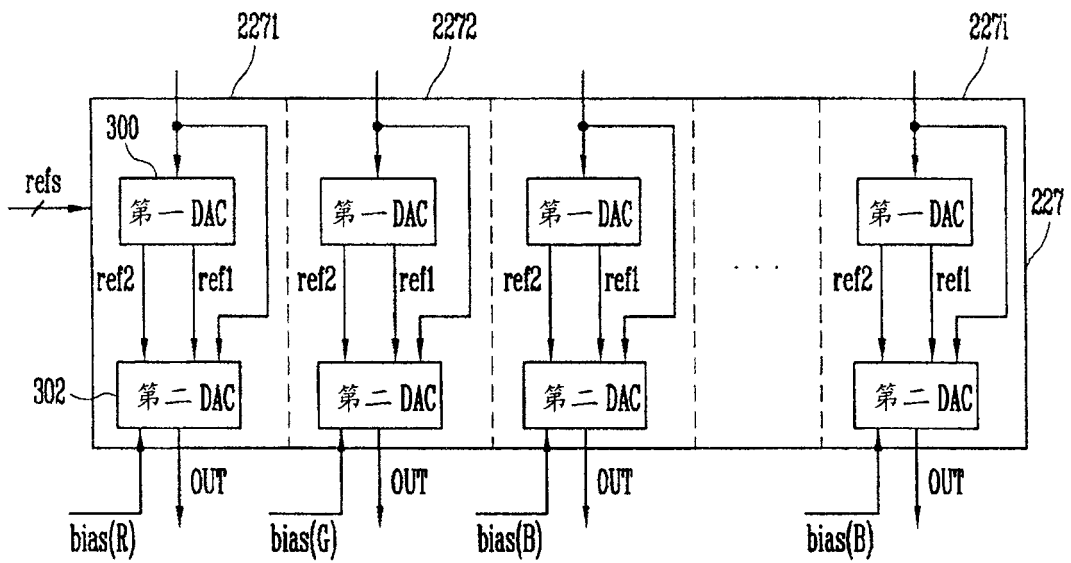 2271
2272
227i
300
refs
第一 DAC
第一 DAC
第一 DAC
第一 DAC
227
ref2
ref1
ref2
ref1
ref2
ref1
. . .
ref2
ref1
302
第二 DAC
第二 DAC
第二 DAC
第二 DAC
OUT
OUT
OUT
OUT
bias(R)
bias(G)
bias(B)
bias(B)